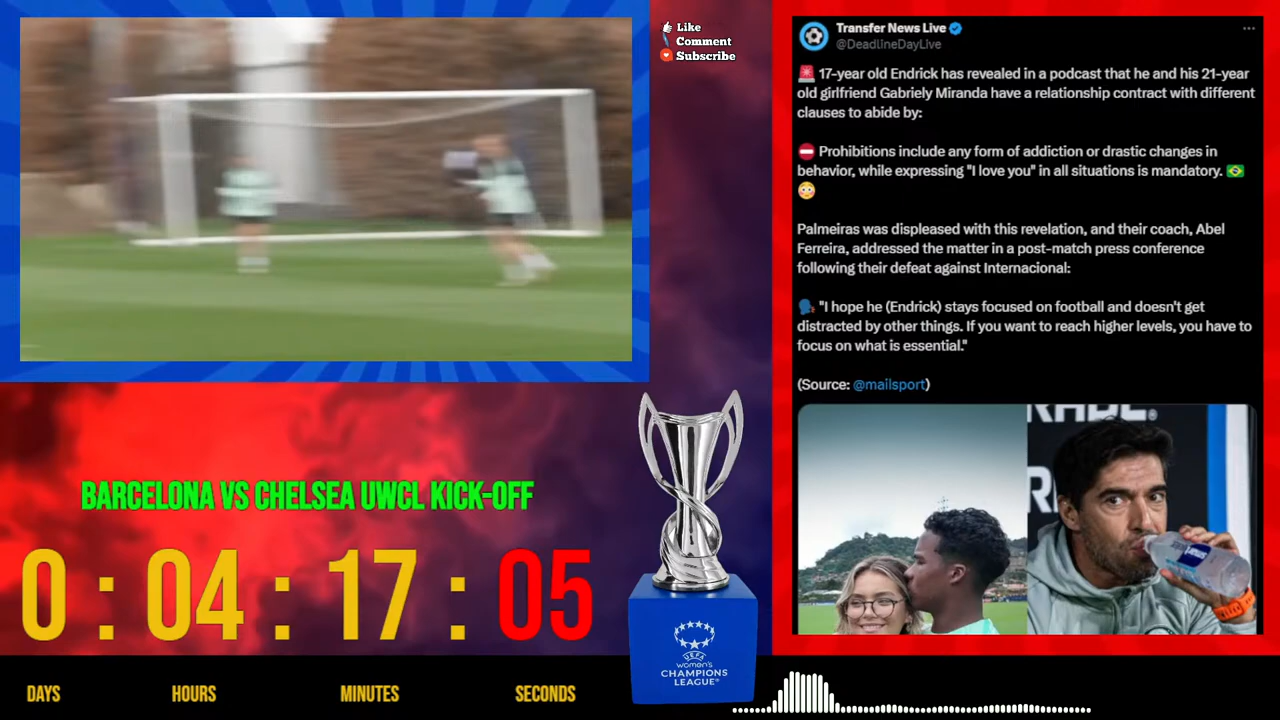 Like
Comment
Subscribe
Transfer News Live
@DeadlineDayLive
🚨 17-year old Endrick has revealed in a podcast that he and his 21-year
old girlfriend Gabriely Miranda have a relationship contract with different
clauses to abide by:
⛔ Prohibitions include any form of addiction or drastic changes in
behavior, while expressing "I love you" in all situations is mandatory. 🇧🇷
😳
Palmeiras was displeased with this revelation, and their coach, Abel
Ferreira, addressed the matter in a post-match press conference
following their defeat against Internacional:
🗣 "I hope he (Endrick) stays focused on football and doesn't get
distracted by other things. If you want to reach higher levels, you have to
focus on what is essential."
(Source: @mailsport)
BARCELONA VS CHELSEA UWCL KICK-OFF
0 : 04 : 17 : 05
DAYS HOURS MINUTES SECONDS
UEFA
women's
CHAMPIONS
LEAGUE®